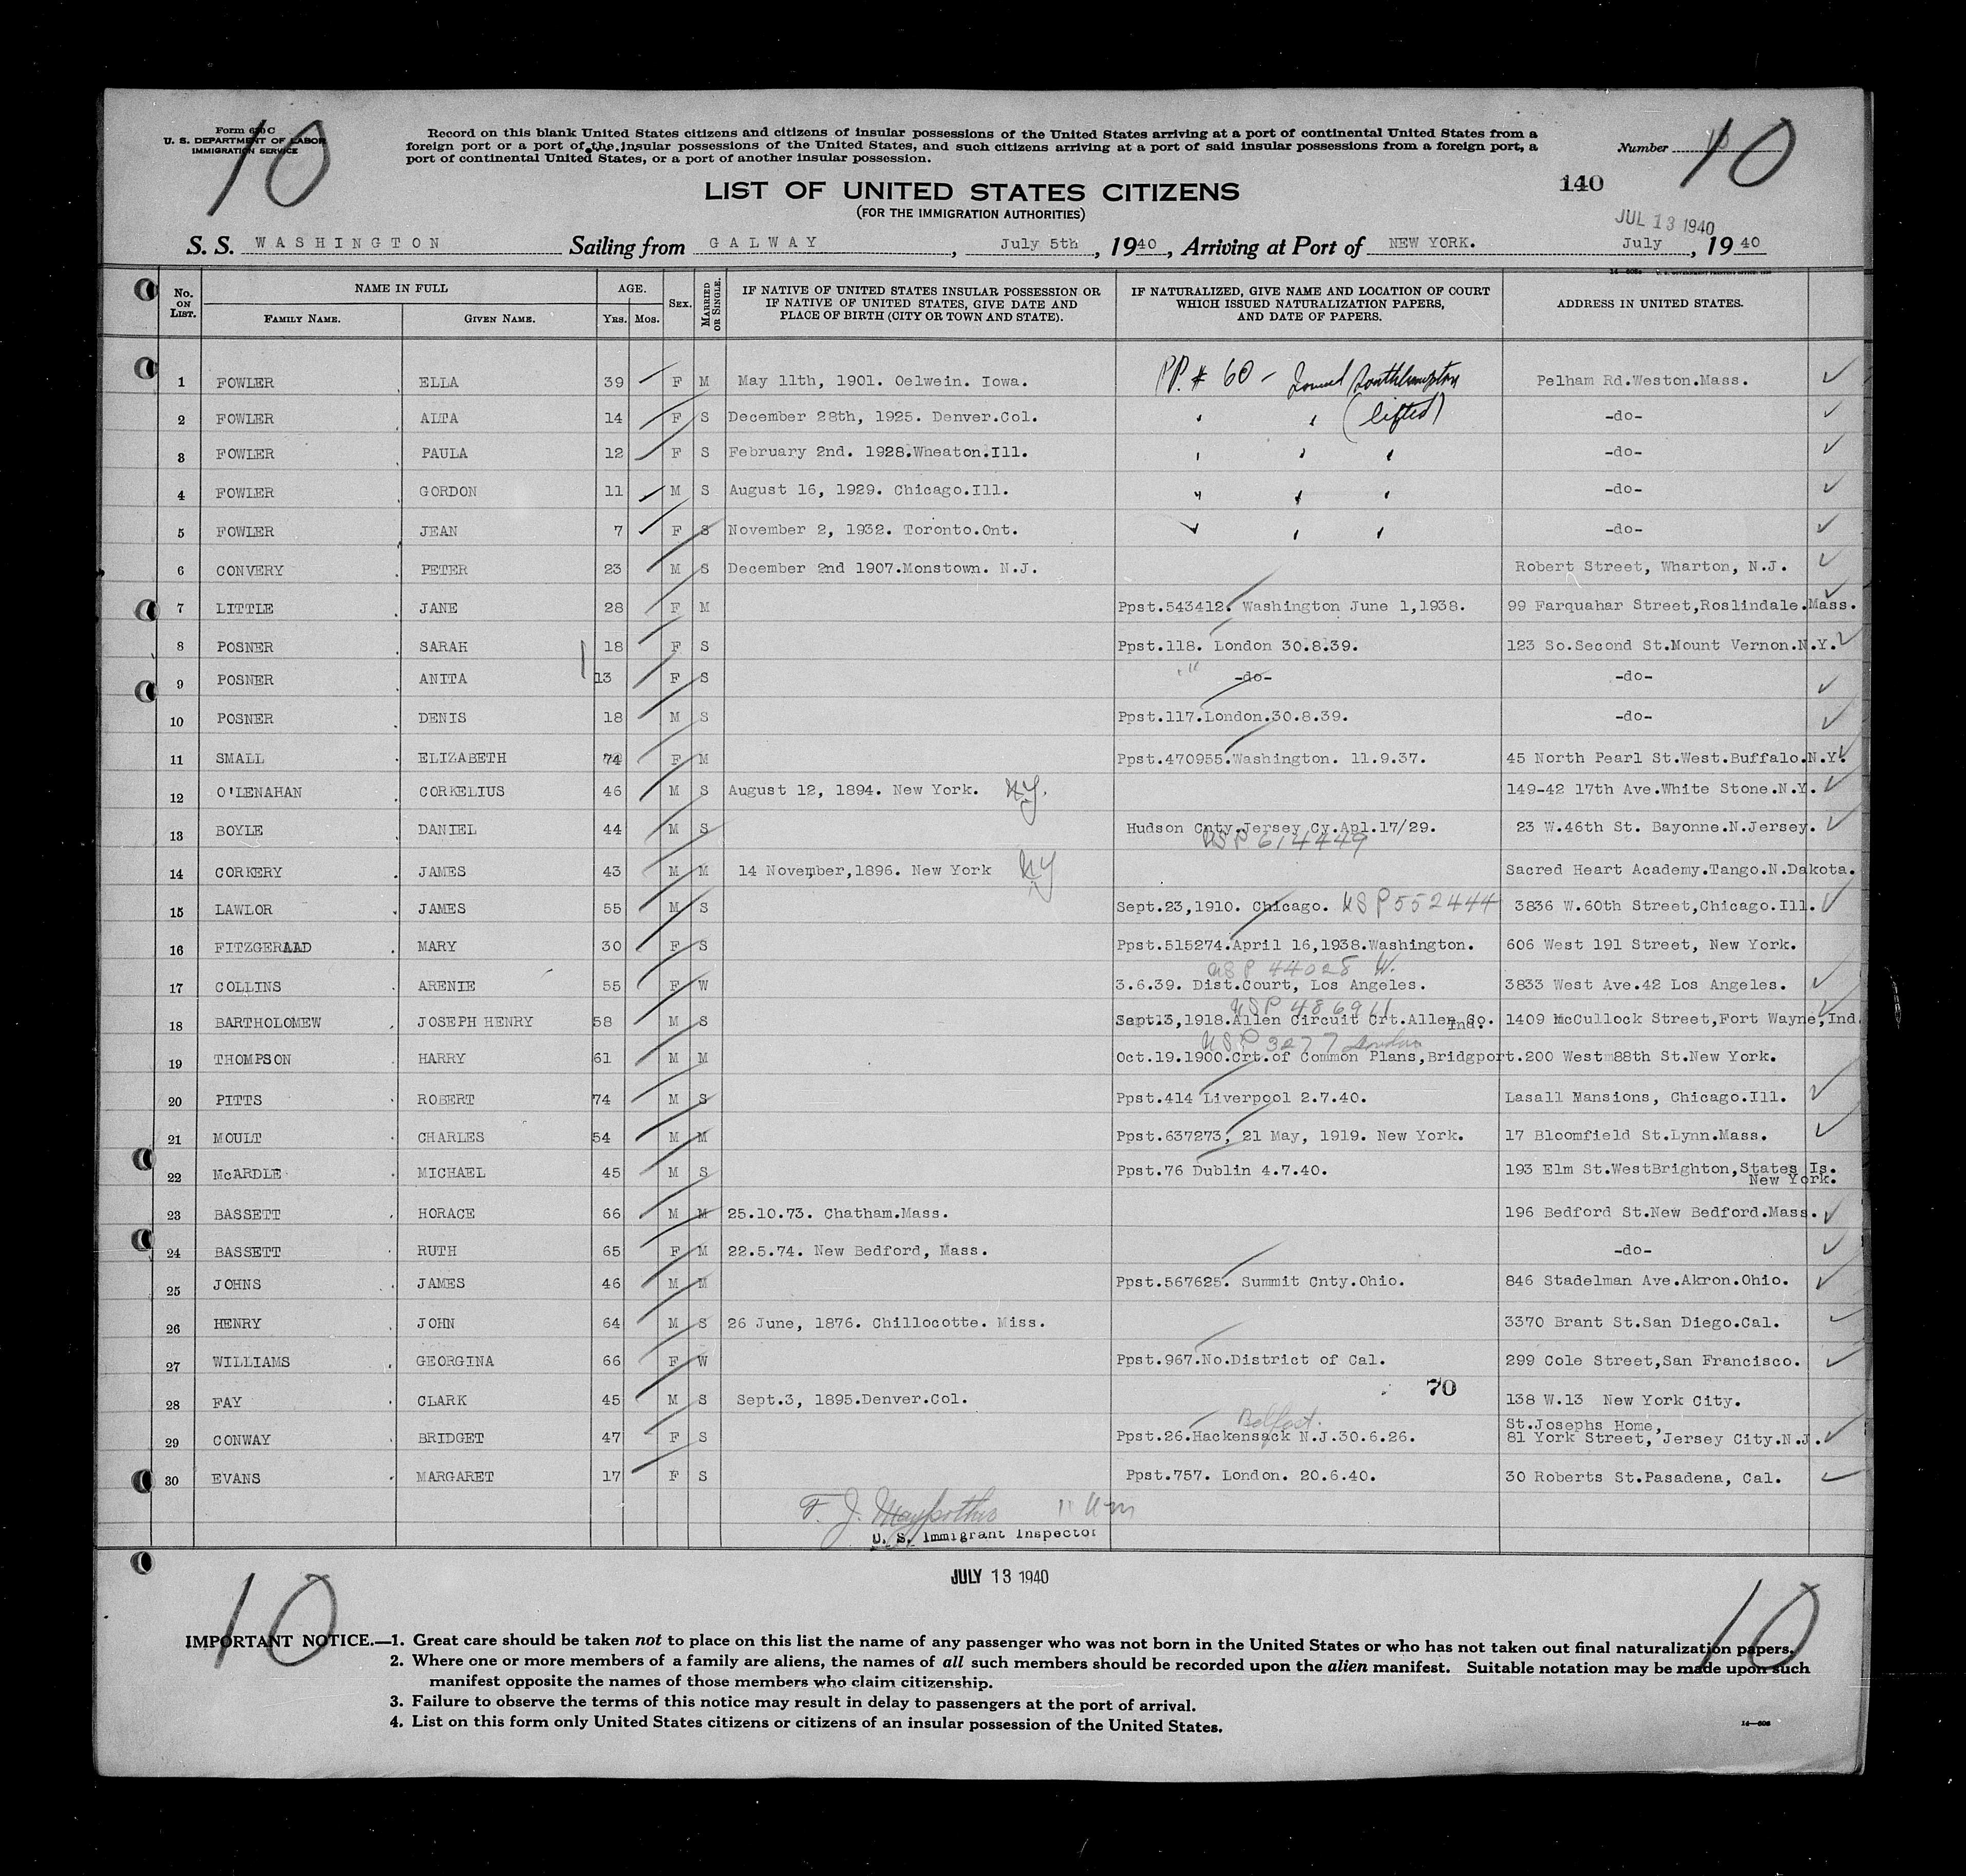 Form 630 C
U. S. DEPARTMENT OF LABOR
IMMIGRATION SERVICE
10
Record on this blank United States citizens and citizens of insular possessions of the United States arriving at a port of continental United States from a
foreign port or a port of the insular possessions of the United States, and such citizens arriving at a port of said insular possessions from a foreign port, a
port of continental United States, or a port of another insular possession.
Number 10
10
LIST OF UNITED STATES CITIZENS
140
(FOR THE IMMIGRATION AUTHORITIES)
JUL 13 1940
S. S. WASHINGTON Sailing from GALWAY, July 5th, 1940, Arriving at Port of NEW YORK. July, 1940
No. ON LIST. NAME IN FULL AGE. SEX. MARRIED OR SINGLE. IF NATIVE OF UNITED STATES INSULAR POSSESSION OR IF NATIVE OF UNITED STATES, GIVE DATE AND PLACE OF BIRTH (CITY OR TOWN AND STATE). IF NATURALIZED, GIVE NAME AND LOCATION OF COURT WHICH ISSUED NATURALIZATION PAPERS, AND DATE OF PAPERS. ADDRESS IN UNITED STATES.
FAMILY NAME. GIVEN NAME. YRS. MOS.
1 FOWLER ELLA 39 F M May 11th, 1901. Oelwein. Iowa. PP. # 60 - Southampton Pelham Rd.Weston.Mass.
2 FOWLER ALTA 14 F S December 28th, 1925. Denver.Col. " " (lifted) -do-
3 FOWLER PAULA 12 F S February 2nd. 1928.Wheaton.Ill. " " " -do-
4 FOWLER GORDON 11 M S August 16, 1929. Chicago.Ill. " " " -do-
5 FOWLER JEAN 7 F S November 2, 1932. Toronto.Ont. " " " -do-
6 CONVERY PETER 23 M S December 2nd 1907.Monstown. N.J. Robert Street, Wharton, N.J.
7 LITTLE JANE 28 F M Ppst.543412. Washington June 1,1938. 99 Farquahar Street,Roslindale.Mass.
8 POSNER SARAH 18 F S Ppst.118. London 30.8.39. 123 So.Second St.Mount Vernon.N.Y.
9 POSNER ANITA 13 F S -do- -do-
10 POSNER DENIS 18 M S Ppst.117.London.30.8.39. -do-
11 SMALL ELIZABETH 74 F M Ppst.470955.Washington. 11.9.37. 45 North Pearl St.West.Buffalo.N.Y.
12 O'LENAHAN CORKELIUS 46 M S August 12, 1894. New York. NY. 149-42 17th Ave.White Stone.N.Y.
13 BOYLE DANIEL 44 M S Hudson Cnty.Jersey Cy.Apl.17/29. 23 W.46th St. Bayonne.N.Jersey.
USP 614449
14 CORKERY JAMES 43 M M 14 November,1896. New York NY Sacred Heart Academy.Tango.N.Dakota.
15 LAWLOR JAMES 55 M S Sept.23,1910. Chicago. USP 552444 3836 W.60th Street,Chicago.Ill.
16 FITZGERAAD MARY 30 F S Ppst.515274.April 16,1938.Washington. 606 West 191 Street, New York.
USP 44028 W.
17 COLLINS ARENIE 55 F W 3.6.39. Dist.Court, Los Angeles. 3833 West Ave.42 Los Angeles.
USP 486911
18 BARTHOLOMEW JOSEPH HENRY 58 M S Sept13,1918.Allen Circuit Crt.Allen Co. Ind. 1409 McCullock Street,Fort Wayne,Ind.
USP 3277 London
19 THOMPSON HARRY 61 M M Oct.19.1900.Crt.of Common Plans,Bridgport. 200 West 88th St.New York.
20 PITTS ROBERT 74 M S Ppst.414 Liverpool 2.7.40. Lasall Mansions, Chicago.Ill.
21 MOULT CHARLES 54 M M Ppst.637273, 21 May, 1919. New York. 17 Bloomfield St.Lynn.Mass.
22 McARDLE MICHAEL 45 M S Ppst.76 Dublin 4.7.40. 193 Elm St.WestBrighton,States Is.
New York.
23 BASSETT HORACE 66 M M 25.10.73. Chatham.Mass. 196 Bedford St.New Bedford.Mass.
24 BASSETT RUTH 65 F M 22.5.74. New Bedford, Mass. -do-
25 JOHNS JAMES 46 M M Ppst.567625. Summit Cnty.Ohio. 846 Stadelman Ave.Akron.Ohio.
26 HENRY JOHN 64 M S 26 June, 1876. Chillocotte. Miss. 3370 Brant St.San Diego.Cal.
27 WILLIAMS GEORGINA 66 F W Ppst.967.No.District of Cal. 299 Cole Street,San Francisco.
70
28 FAY CLARK 45 M S Sept.3, 1895.Denver.Col. 138 W.13 New York City.
Belfast. St.Josephs Home,
29 CONWAY BRIDGET 47 F S Ppst.26.Hackensack N.J.30.6.26. 81 York Street, Jersey City.N.J.
30 EVANS MARGARET 17 F S Ppst.757. London. 20.6.40. 30 Roberts St.Pasadena, Cal.
F. J.
U. S. Immigrant Inspector
JULY 13 1940
10
10
IMPORTANT NOTICE.—1. Great care should be taken not to place on this list the name of any passenger who was not born in the United States or who has not taken out final naturalization papers.
2. Where one or more members of a family are aliens, the names of all such members should be recorded upon the alien manifest. Suitable notation may be made upon such
manifest opposite the names of those members who claim citizenship.
3. Failure to observe the terms of this notice may result in delay to passengers at the port of arrival.
4. List on this form only United States citizens or citizens of an insular possession of the United States.